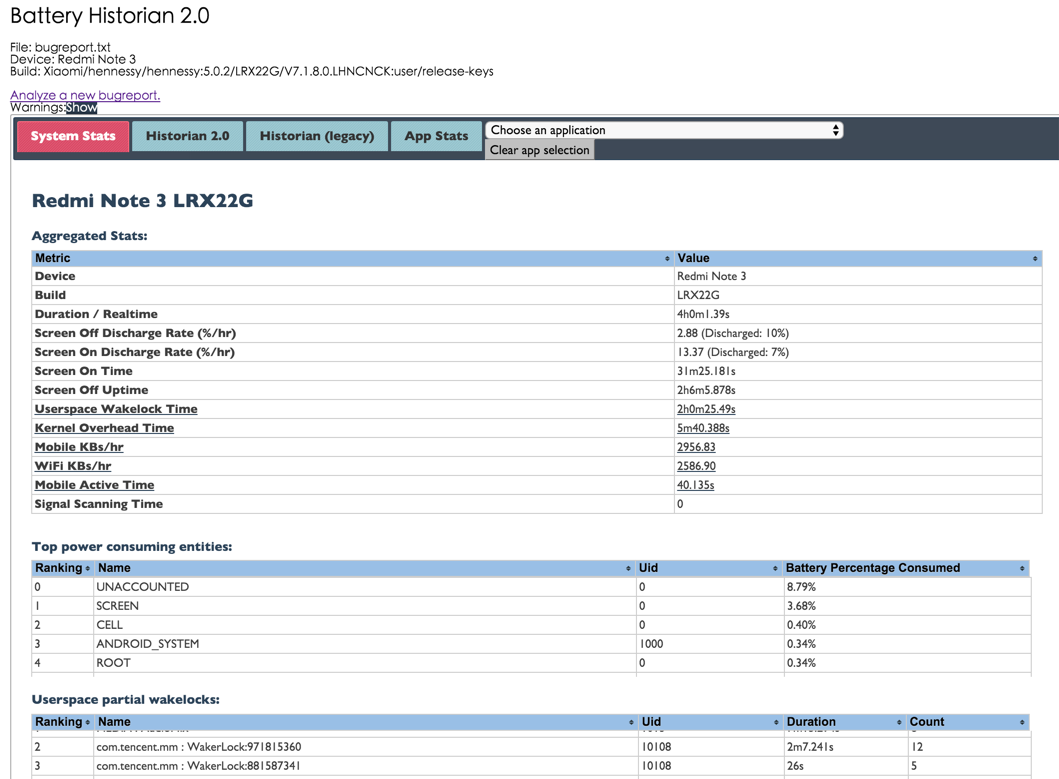 Battery Historian 2.0
File: bugreport.txt
Device: Redmi Note 3
Build: Xiaomi/hennessy/hennessy:5.0.2/LRX22G/V7.1.8.0.LHNCNCK:user/release-keys
Analyze a new bugreport.
Warnings:Show
System Stats Historian 2.0 Historian (legacy) App Stats Choose an application
Clear app selection
Redmi Note 3 LRX22G
Aggregated Stats:
Metric Value
Device Redmi Note 3
Build LRX22G
Duration / Realtime 4h0m1.39s
Screen Off Discharge Rate (%/hr) 2.88 (Discharged: 10%)
Screen On Discharge Rate (%/hr) 13.37 (Discharged: 7%)
Screen On Time 31m25.181s
Screen Off Uptime 2h6m5.878s
Userspace Wakelock Time 2h0m25.49s
Kernel Overhead Time 5m40.388s
Mobile KBs/hr 2956.83
WiFi KBs/hr 2586.90
Mobile Active Time 40.135s
Signal Scanning Time 0
Top power consuming entities:
Ranking Name Uid Battery Percentage Consumed
0 UNACCOUNTED 0 8.79%
1 SCREEN 0 3.68%
2 CELL 0 0.40%
3 ANDROID_SYSTEM 1000 0.34%
4 ROOT 0 0.34%
Userspace partial wakelocks:
Ranking Name Uid Duration Count
2 com.tencent.mm : WakerLock:971815360 10108 2m7.241s 12
3 com.tencent.mm : WakerLock:881587341 10108 26s 5